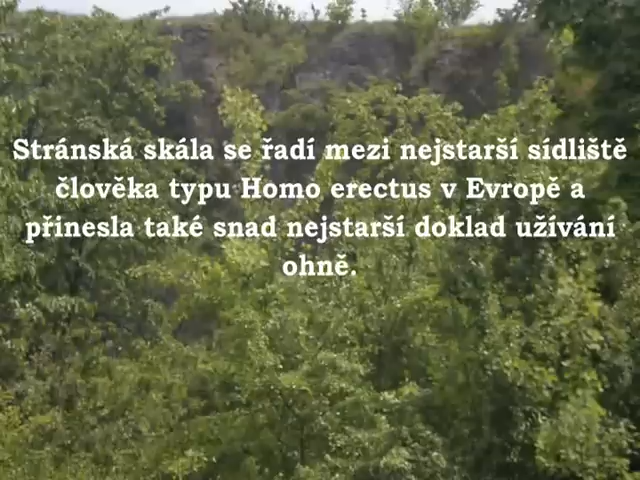 Stránská skála se řadí mezi nejstarší sídliště
člověka typu Homo erectus v Evropě a
přinesla také snad nejstarší doklad užívání
ohně.